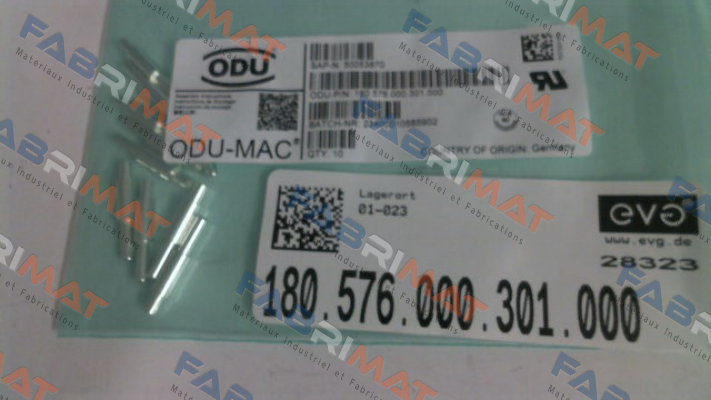 ODU
SAP-N: 50053670
ODU-P/N: 180.576.000.301.000
BATCH-NR.
ODU-MAC®
QTY: 10
COUNTRY OF ORIGIN: Germany
Lagerort
01-023
evg
www.evg.de
28323
180.576.000.301.000
FABRIMAT
Materiaux Industriel et Fabrications